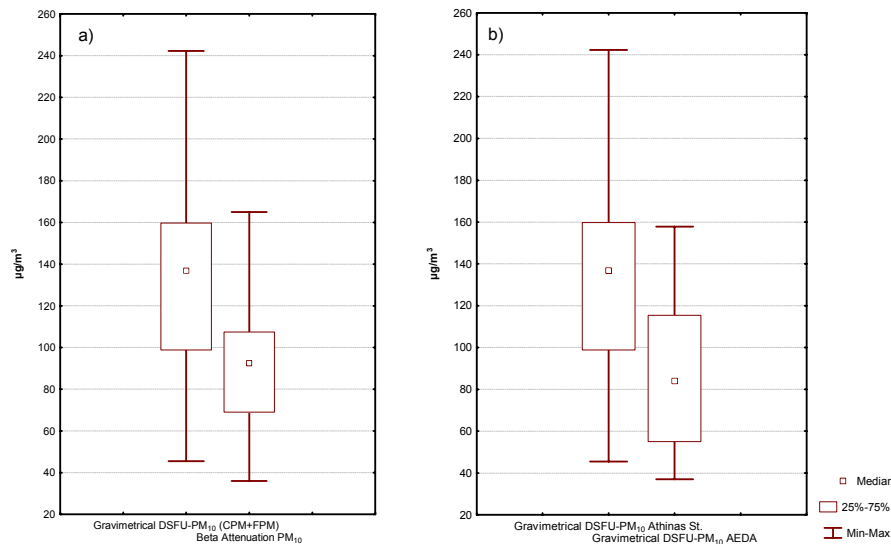 a)
260
240
220
200
180
160
140
120
100
80
60
40
20
µg/m³
Gravimetrical DSFU-PM₁₀ (CPM+FPM)
Beta Attenuation PM₁₀
b)
260
240
220
200
180
160
140
120
100
80
60
40
20
µg/m³
Gravimetrical DSFU-PM₁₀ Athinas St.
Gravimetrical DSFU-PM₁₀ AEDA
Median
25%-75%
Min-Max